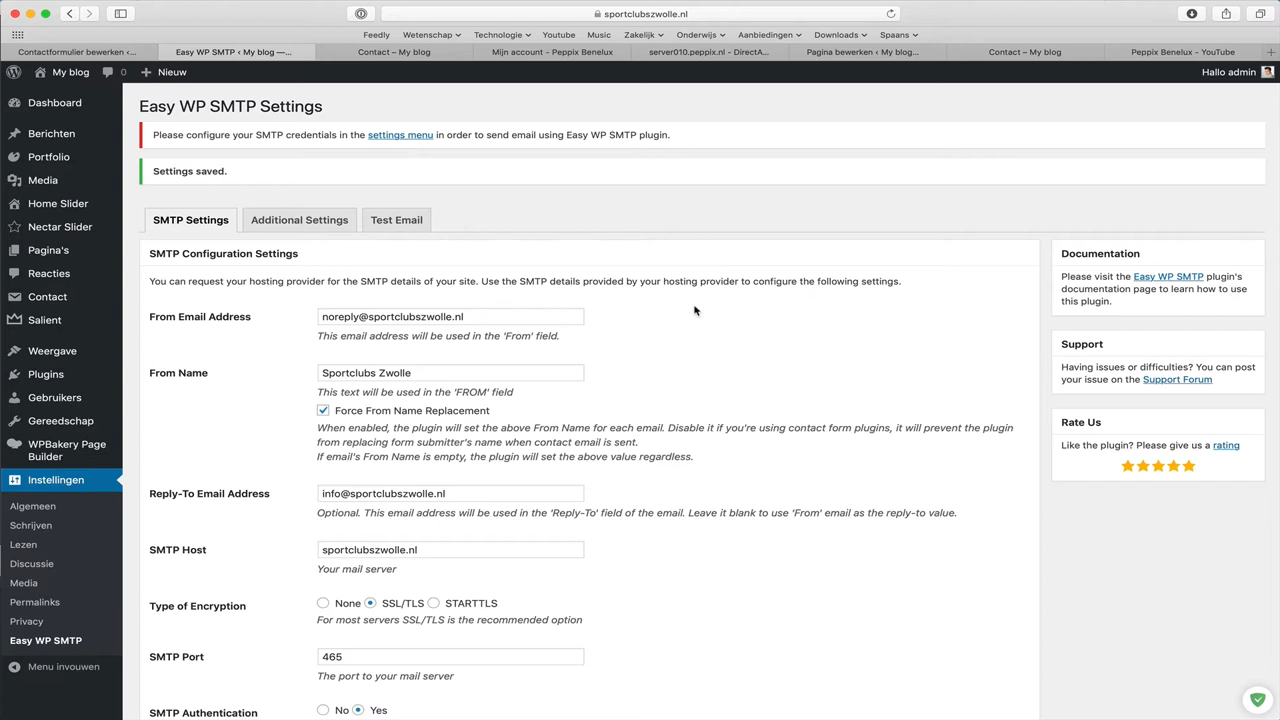 sportclubszwolle.nl
Feedly Wetenschap Technologie Youtube Music Zakelijk Onderwijs Aanbiedingen Downloads Spaans
Contactformulier bewerken ‹... Easy WP SMTP ‹ My blog —... Contact – My blog Mijn account - Peppix Benelux server010.peppix.nl - DirectA... Pagina bewerken ‹ My blog... Contact – My blog Peppix Benelux - YouTube
My blog 0 Nieuw Hallo admin
Dashboard
Berichten
Portfolio
Media
Home Slider
Nectar Slider
Pagina's
Reacties
Contact
Salient
Weergave
Plugins
Gebruikers
Gereedschap
WPBakery Page
Builder
Instellingen
Algemeen
Schrijven
Lezen
Discussie
Media
Permalinks
Privacy
Easy WP SMTP
Menu invouwen
Easy WP SMTP Settings
Please configure your SMTP credentials in the settings menu in order to send email using Easy WP SMTP plugin.
Settings saved.
SMTP Settings Additional Settings Test Email
SMTP Configuration Settings
You can request your hosting provider for the SMTP details of your site. Use the SMTP details provided by your hosting provider to configure the following settings.
From Email Address noreply@sportclubszwolle.nl
This email address will be used in the 'From' field.
From Name Sportclubs Zwolle
This text will be used in the 'FROM' field
Force From Name Replacement
When enabled, the plugin will set the above From Name for each email. Disable it if you're using contact form plugins, it will prevent the plugin
from replacing form submitter's name when contact email is sent.
If email's From Name is empty, the plugin will set the above value regardless.
Reply-To Email Address info@sportclubszwolle.nl
Optional. This email address will be used in the 'Reply-To' field of the email. Leave it blank to use 'From' email as the reply-to value.
SMTP Host sportclubszwolle.nl
Your mail server
Type of Encryption None SSL/TLS STARTTLS
For most servers SSL/TLS is the recommended option
SMTP Port 465
The port to your mail server
SMTP Authentication No Yes
Documentation
Please visit the Easy WP SMTP plugin's
documentation page to learn how to use
this plugin.
Support
Having issues or difficulties? You can post
your issue on the Support Forum
Rate Us
Like the plugin? Please give us a rating